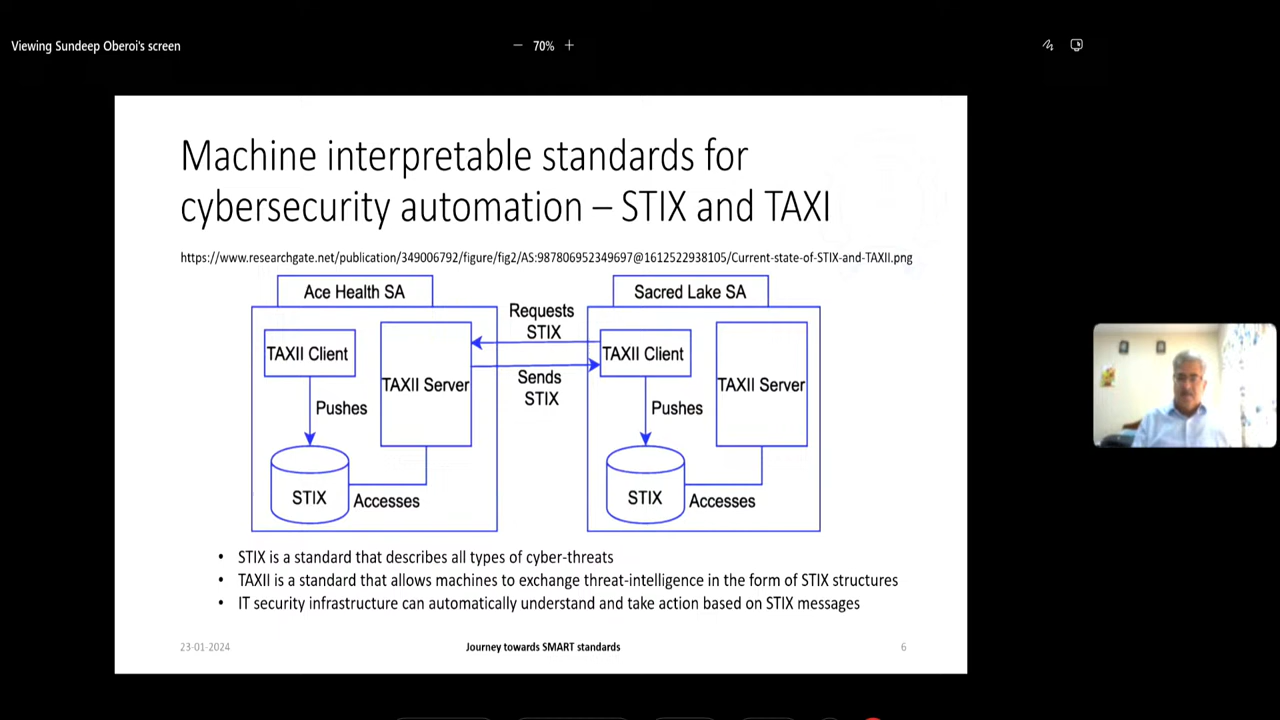 Viewing Sundeep Oberoi's screen
70%
Machine interpretable standards for
cybersecurity automation – STIX and TAXI
https://www.researchgate.net/publication/349006792/figure/fig2/AS:987806952349697@1612522938105/Current-state-of-STIX-and-TAXII.png
Ace Health SA
Sacred Lake SA
Requests
STIX
TAXII Client
TAXII Server
TAXII Client
TAXII Server
Sends
STIX
Pushes
Pushes
STIX
Accesses
STIX
Accesses
• STIX is a standard that describes all types of cyber-threats
• TAXII is a standard that allows machines to exchange threat-intelligence in the form of STIX structures
• IT security infrastructure can automatically understand and take action based on STIX messages
23-01-2024
Journey towards SMART standards
6